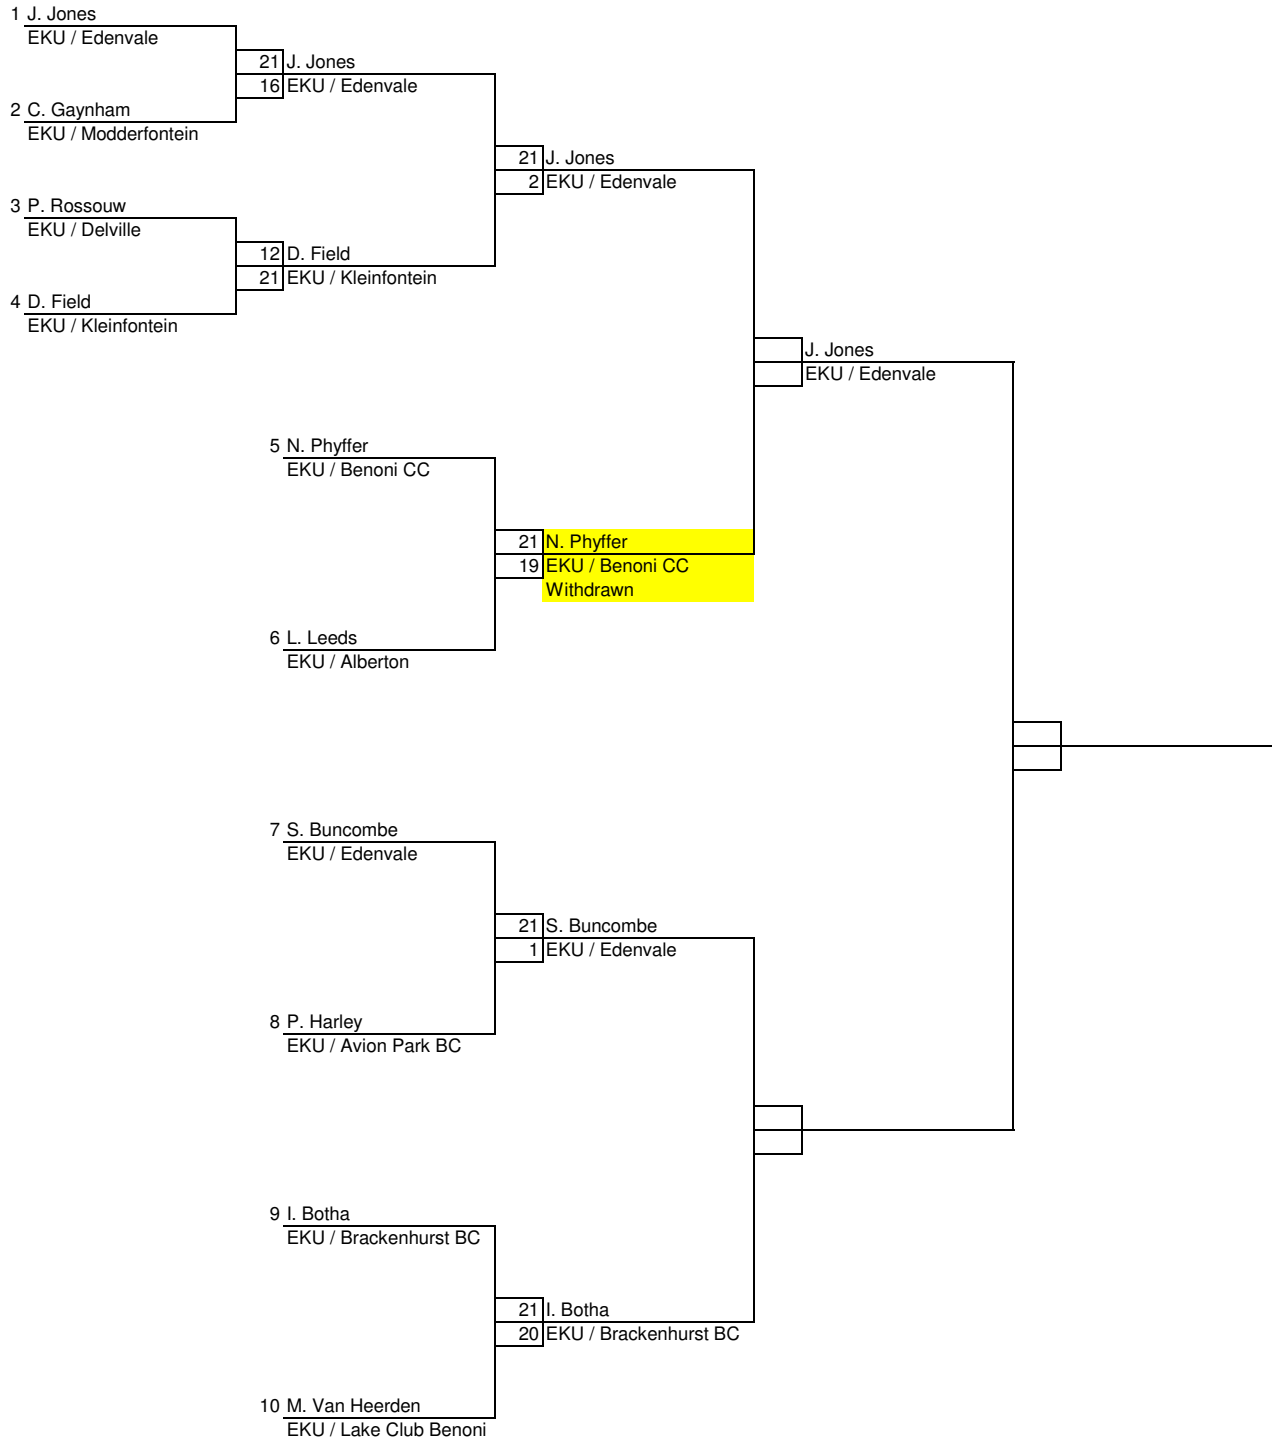 1 J. Jones
EKU / Edenvale
21 J. Jones
16 EKU / Edenvale
2 C. Gaynham
EKU / Modderfontein
21 J. Jones
2 EKU / Edenvale
3 P. Rossouw
EKU / Delville
12 D. Field
21 EKU / Kleinfontein
4 D. Field
EKU / Kleinfontein
J. Jones
EKU / Edenvale
5 N. Phyffer
EKU / Benoni CC
21 N. Phyffer
19 EKU / Benoni CC
Withdrawn
6 L. Leeds
EKU / Alberton
7 S. Buncombe
EKU / Edenvale
21 S. Buncombe
1 EKU / Edenvale
8 P. Harley
EKU / Avion Park BC
9 I. Botha
EKU / Brackenhurst BC
21 I. Botha
20 EKU / Brackenhurst BC
10 M. Van Heerden
EKU / Lake Club Benoni